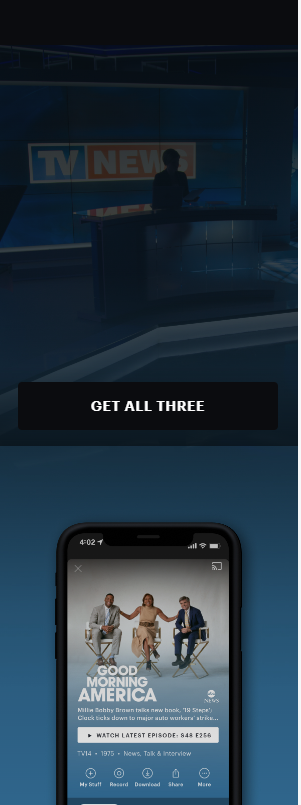 TV NEWS
GET ALL THREE
4:02
GOOD
MORNING
AMERICA
abc
NEWS
Millie Bobby Brown talks new book, '19 Steps';
Clock ticks down to major auto workers' strike...
WATCH LATEST EPISODE: S48 E256
TV14 • 1975 • News, Talk & Interview
My Stuff
Record
Download
Share
More